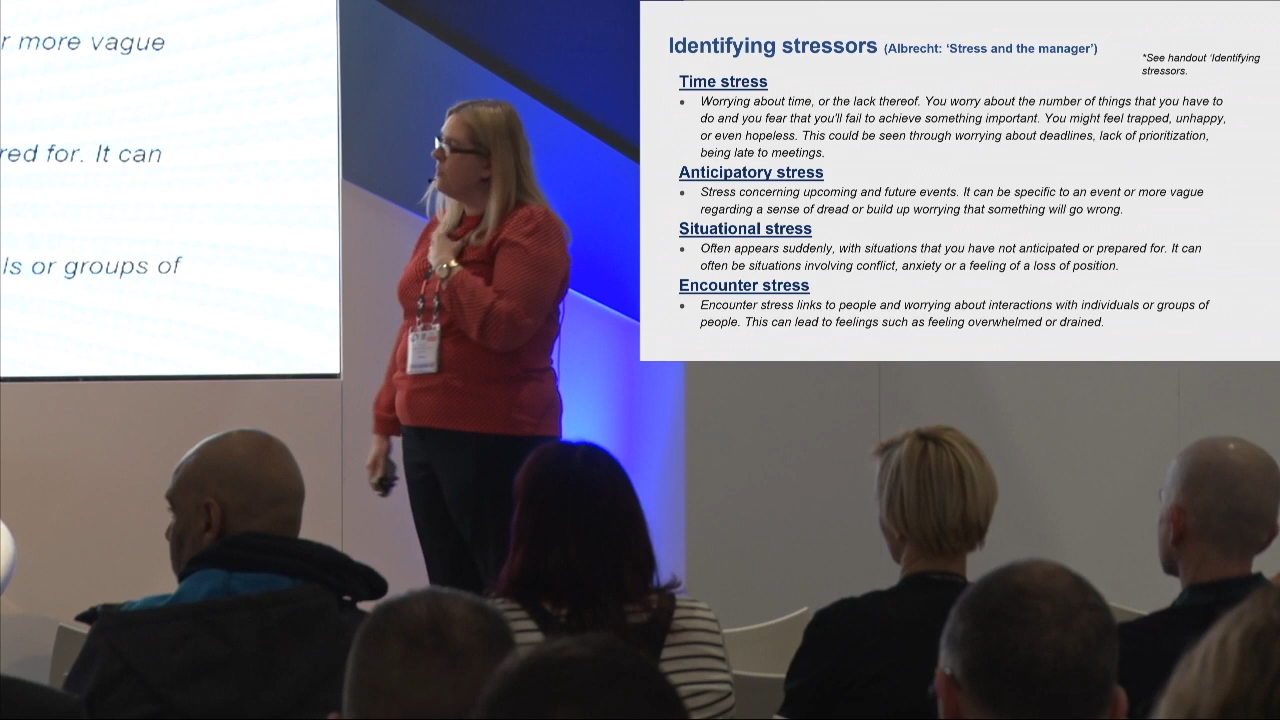 r more vague
red for. It can
ls or groups of
Identifying stressors (Albrecht: ‘Stress and the manager’)
*See handout ‘Identifying
stressors.
Time stress
• Worrying about time, or the lack thereof. You worry about the number of things that you have to
do and you fear that you'll fail to achieve something important. You might feel trapped, unhappy,
or even hopeless. This could be seen through worrying about deadlines, lack of prioritization,
being late to meetings.
Anticipatory stress
• Stress concerning upcoming and future events. It can be specific to an event or more vague
regarding a sense of dread or build up worrying that something will go wrong.
Situational stress
• Often appears suddenly, with situations that you have not anticipated or prepared for. It can
often be situations involving conflict, anxiety or a feeling of a loss of position.
Encounter stress
• Encounter stress links to people and worrying about interactions with individuals or groups of
people. This can lead to feelings such as feeling overwhelmed or drained.